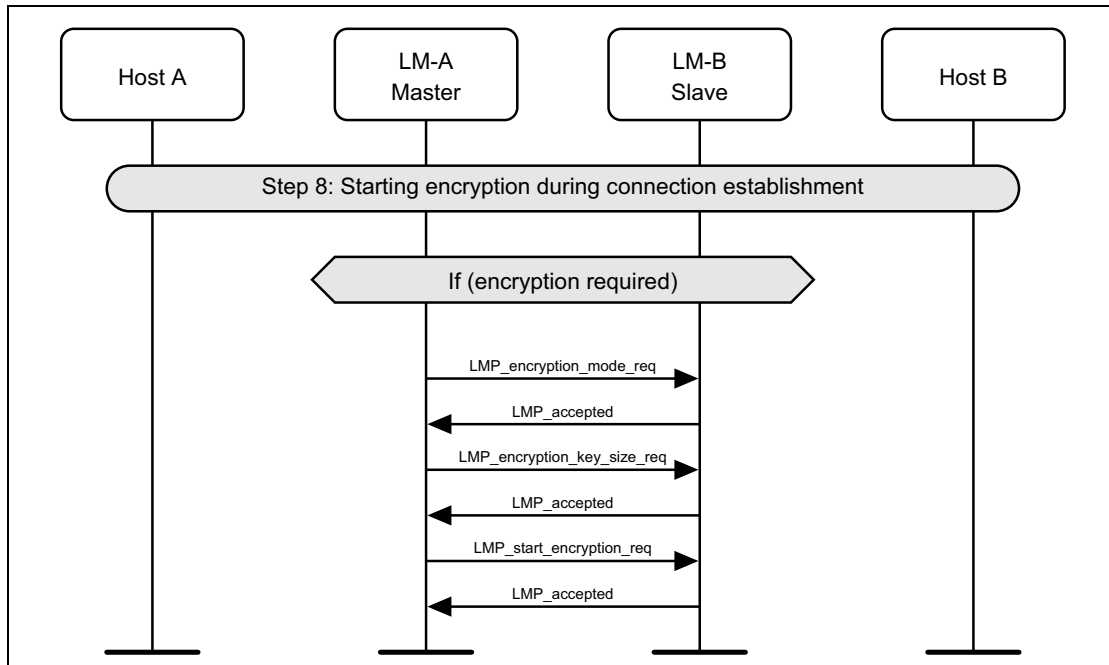 Host A
LM-A
Master
LM-B
Slave
Host B
Step 8: Starting encryption during connection establishment
If (encryption required)
LMP_encryption_mode_req
LMP_accepted
LMP_encryption_key_size_req
LMP_accepted
LMP_start_encryption_req
LMP_accepted